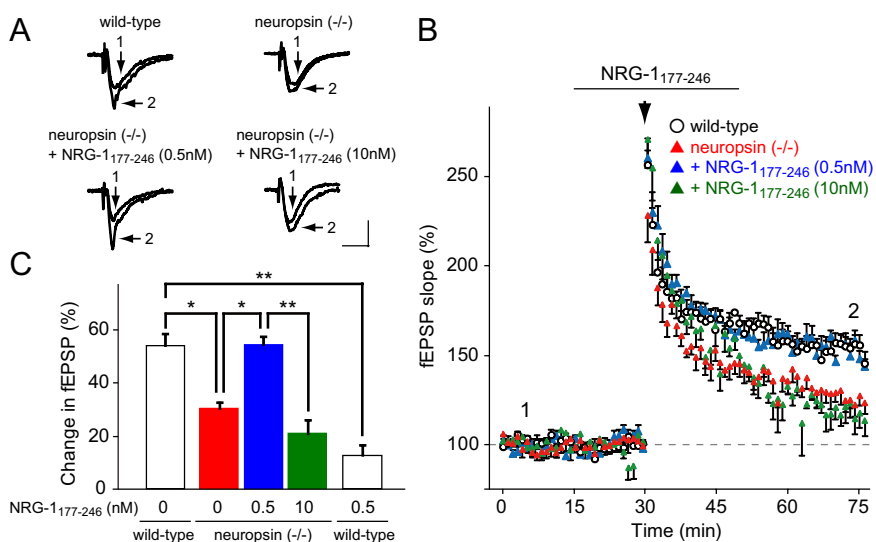 A
wild-type
neuropsin (-/-)
1
1
2
2
neuropsin (-/-)
+ NRG-1177-246 (0.5nM)
neuropsin (-/-)
+ NRG-1177-246 (10nM)
1
1
2
2
B
NRG-1177-246
wild-type
neuropsin (-/-)
+ NRG-1177-246 (0.5nM)
+ NRG-1177-246 (10nM)
fEPSP slope (%)
250
200
150
100
1
2
0 15 30 45 60 75
Time (min)
C
**
* * **
Change in fEPSP (%)
60
40
20
0
NRG-1177-246 (nM) 0 0 0.5 10 0.5
wild-type neuropsin (-/-) wild-type